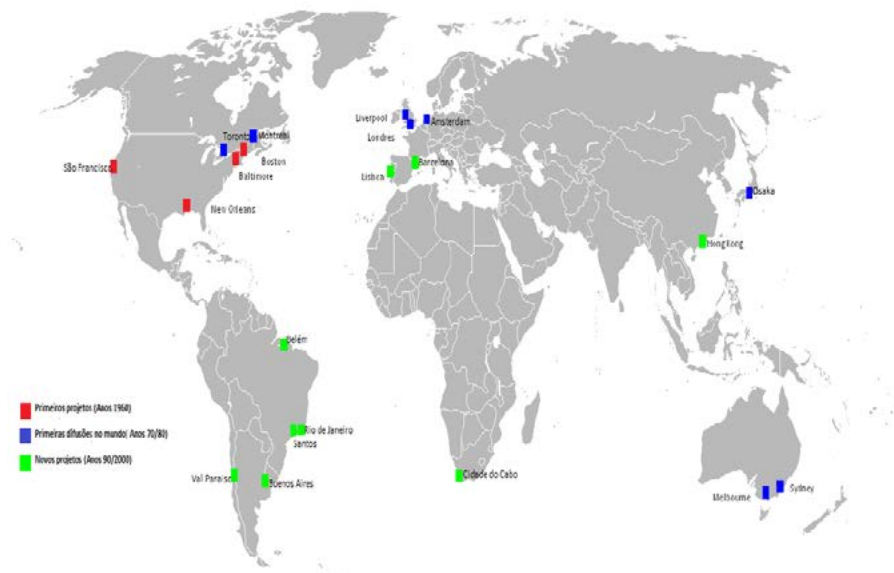 Liverpool
Amsterdam
Toronto
Montreal
Londres
Boston
São Francisco
Barcelona
Baltimore
Lisboa
Osaka
New Orleans
Hong Kong
Belém
Primeiros projetos (Anos 1960)
Primeiras difusões no mundo( Anos 70/80)
Rio de Janeiro
Santos
Novos projetos (Anos 90/2000)
Val Paraiso
Buenos Aires
Cidade do Cabo
Melbourne
Sydney